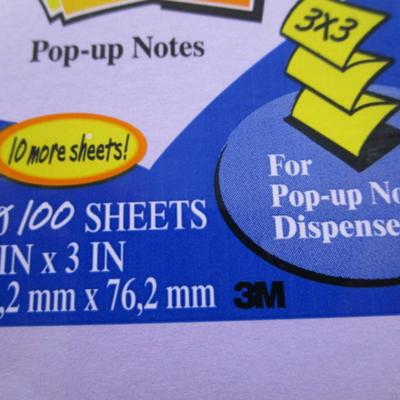 Pop-up Notes
3X3
10 more sheets!
For
Pop-up
Dispense
100 SHEETS
IN x 3 IN
,2 mm x 76,2 mm
3M